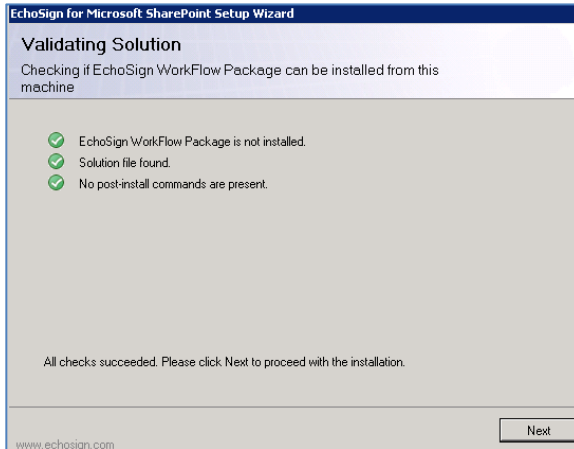 EchoSign for Microsoft SharePoint Setup Wizard
Validating Solution
Checking if EchoSign WorkFlow Package can be installed from this
machine
EchoSign WorkFlow Package is not installed.
Solution file found.
No post-install commands are present.
All checks succeeded. Please click Next to proceed with the installation.
Next
www.echosign.com